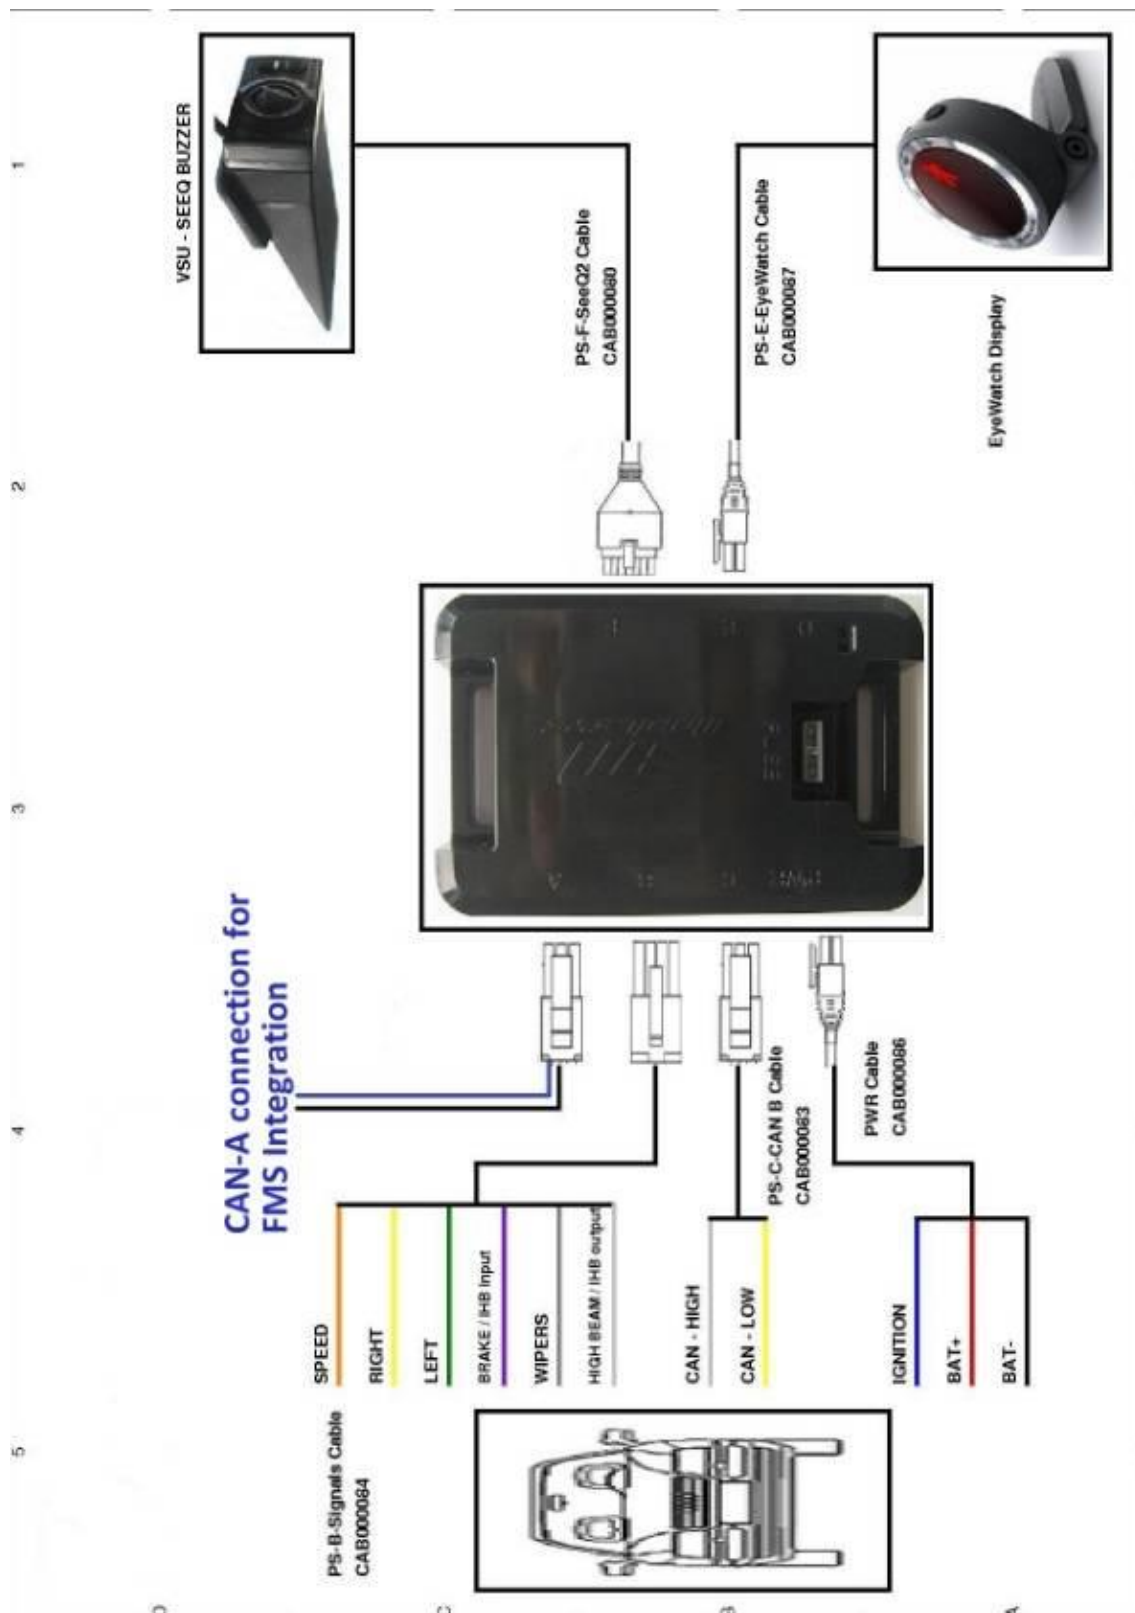 1
2
3
4
5
VSU - SEEQ BUZZER
PS-F-SeeQ2 Cable
CAB000080
PS-E-EyeWatch Cable
CAB000087
EyeWatch Display
CAN-A connection for
FMS Integration
PS-C-CAN B Cable
CAB000083
PWR Cable
CAB000086
SPEED
RIGHT
LEFT
BRAKE / IHB Input
WIPERS
HIGH BEAM / IHB output
CAN - HIGH
CAN - LOW
IGNITION
BAT+
BAT-
PS-B-Signals Cable
CAB000084